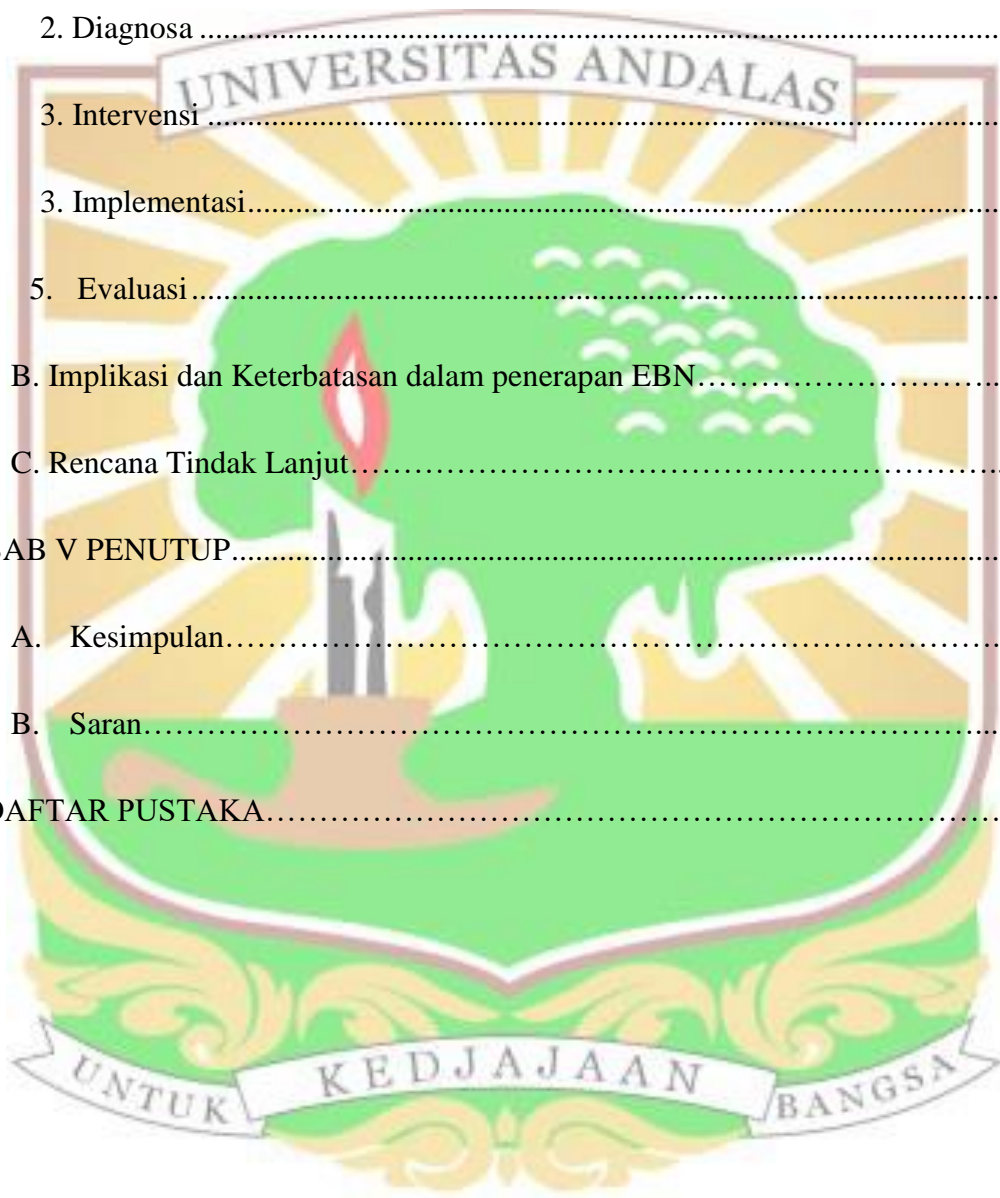 2. Diagnosa ....................................................................................................
UNIVERSITAS ANDALAS
3. Intervensi ...................................................................................................
3. Implementasi..............................................................................................
5. Evaluasi .....................................................................................................
B. Implikasi dan Keterbatasan dalam penerapan EBN………………………..
C. Rencana Tindak Lanjut…………………………………………………..
BAB V PENUTUP................................................................................................
A. Kesimpulan…………………………………………………………………..
B. Saran………………………………………………………………………...
DAFTAR PUSTAKA………………………………………………………………
UNTUK KEDJAJAAN BANGSA